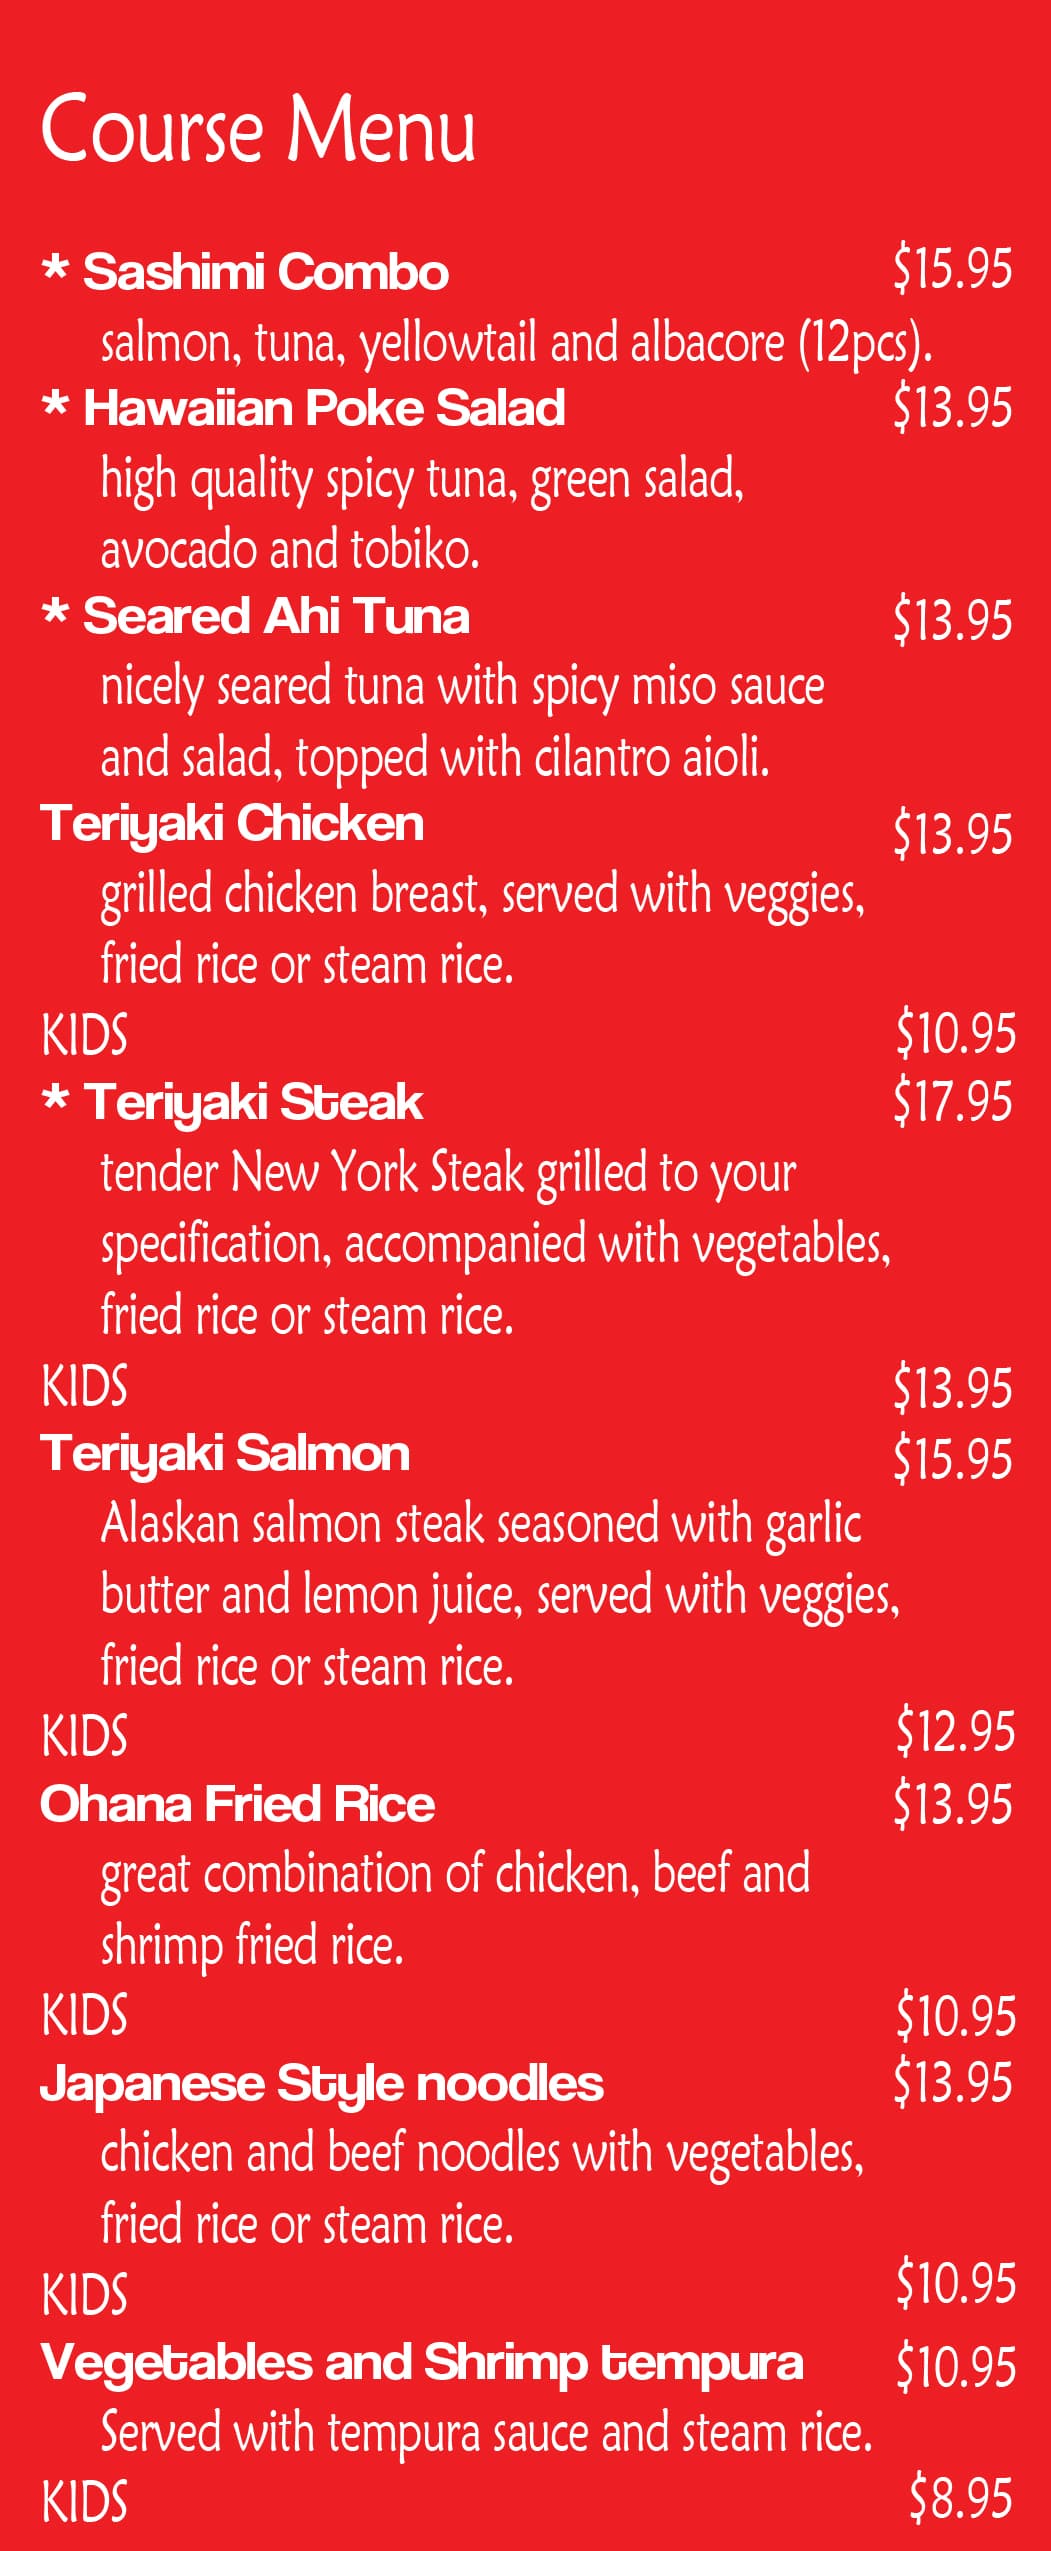 Course Menu
* Sashimi Combo $15.95
salmon, tuna, yellowtail and albacore (12pcs).
* Hawaiian Poke Salad $13.95
high quality spicy tuna, green salad,
avocado and tobiko.
* Seared Ahi Tuna $13.95
nicely seared tuna with spicy miso sauce
and salad, topped with cilantro aioli.
Teriyaki Chicken $13.95
grilled chicken breast, served with veggies,
fried rice or steam rice.
KIDS $10.95
* Teriyaki Steak $17.95
tender New York Steak grilled to your
specification, accompanied with vegetables,
fried rice or steam rice.
KIDS $13.95
Teriyaki Salmon $15.95
Alaskan salmon steak seasoned with garlic
butter and lemon juice, served with veggies,
fried rice or steam rice.
KIDS $12.95
Ohana Fried Rice $13.95
great combination of chicken, beef and
shrimp fried rice.
KIDS $10.95
Japanese Style noodles $13.95
chicken and beef noodles with vegetables,
fried rice or steam rice.
KIDS $10.95
Vegetables and Shrimp tempura $10.95
Served with tempura sauce and steam rice.
KIDS $8.95